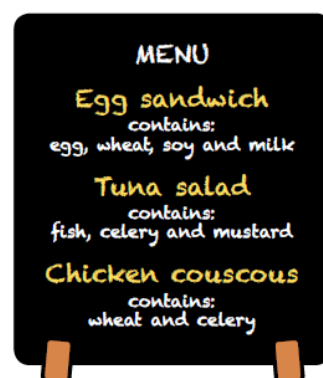 MENU
Egg sandwich
contains:
egg, wheat, soy and milk
Tuna salad
contains:
fish, celery and mustard
Chicken couscous
contains:
wheat and celery